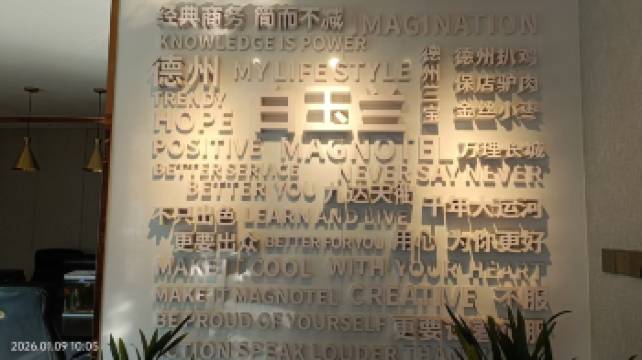 经典商务 简而不减 IMAGINATION
KNOWLEDGE IS POWER
德州 MY LIFE STYLE
德州三宝
德州扒鸡
保店驴肉
金丝小枣
TRENDY
HOPE
白玉兰
POSITIVE MAGNOTEL 万理长城
BETTER SERVICE NEVER SAY NEVER
BETTER YOU 九达天衢 千年大运河
不只出色 LEARN AND LIVE
更要出众 BETTER FOR YOU 用心 为你更好
MAKE IT COOL WITH YOUR HEART
MAKE IT MAGNOTEL CREATIVE 不服
BE PROUD OF YOURSELF 更要
ACTION SPEAK LOUDER
2026.01.09 10:05